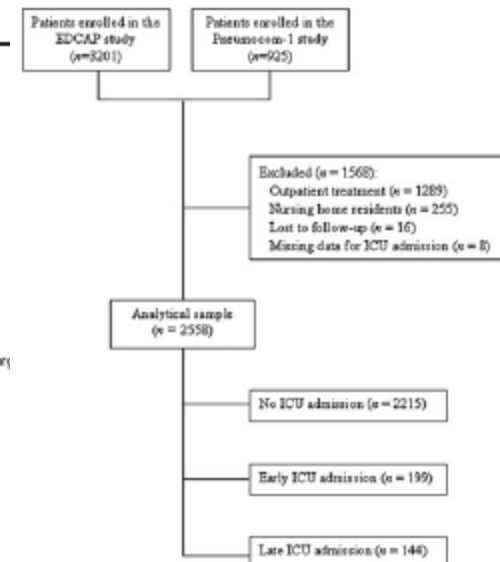 Patients enrolled in the
EDCAP study
(n=3201)
Patients enrolled in the
Pneumocom-1 study
(n=925)
Excluded (n = 1568):
Outpatient treatment (n = 1289)
Nursing home residents (n = 255)
Lost to follow-up (n = 16)
Missing data for ICU admission (n = 8)
Analytical sample
(n = 2558)
No ICU admission (n = 2215)
Early ICU admission (n = 199)
Late ICU admission (n = 144)